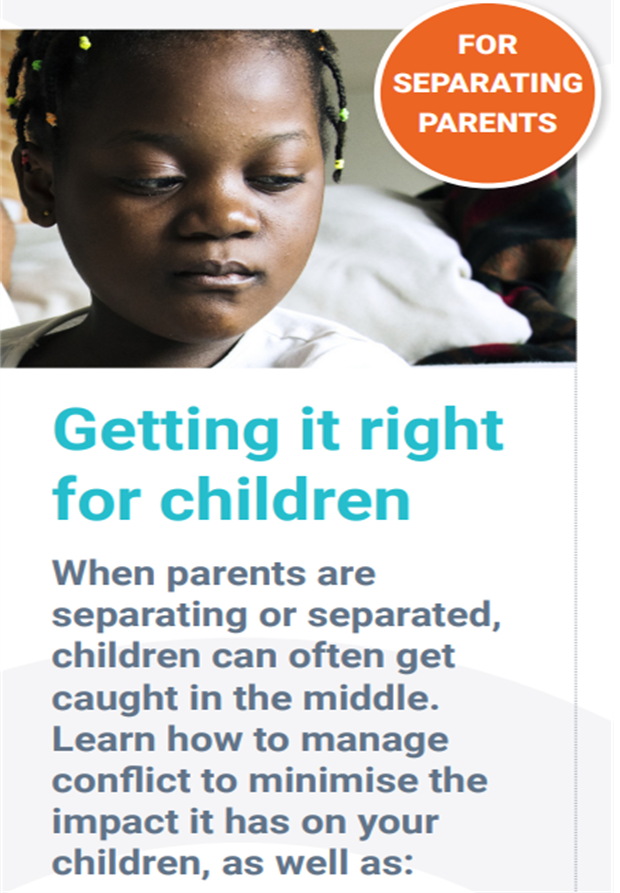 FOR
SEPARATING
PARENTS
Getting it right
for children
When parents are
separating or separated,
children can often get
caught in the middle.
Learn how to manage
conflict to minimise the
impact it has on your
children, as well as: